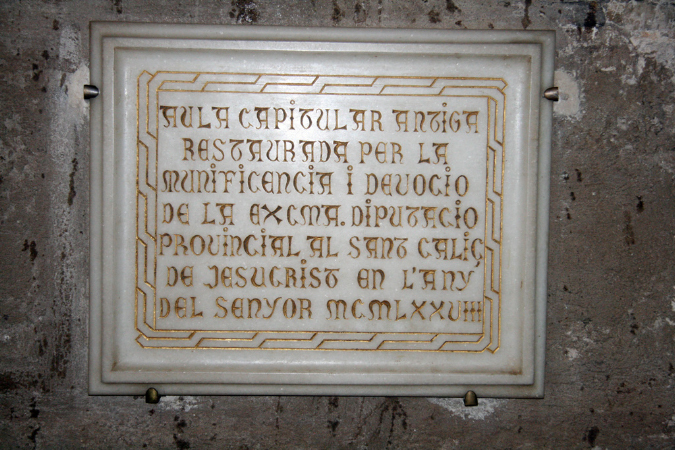 AULA CAPITULAR ANTIGA
RESTAURADA PER LA
MUNIFICENCIA I DEVOCIO
DE LA EXCMA. DIPUTACIO
PROVINCIAL AL SANT CALIÇ
DE JESUCRIST EN L'ANY
DEL SENYOR MCMLXXVIII